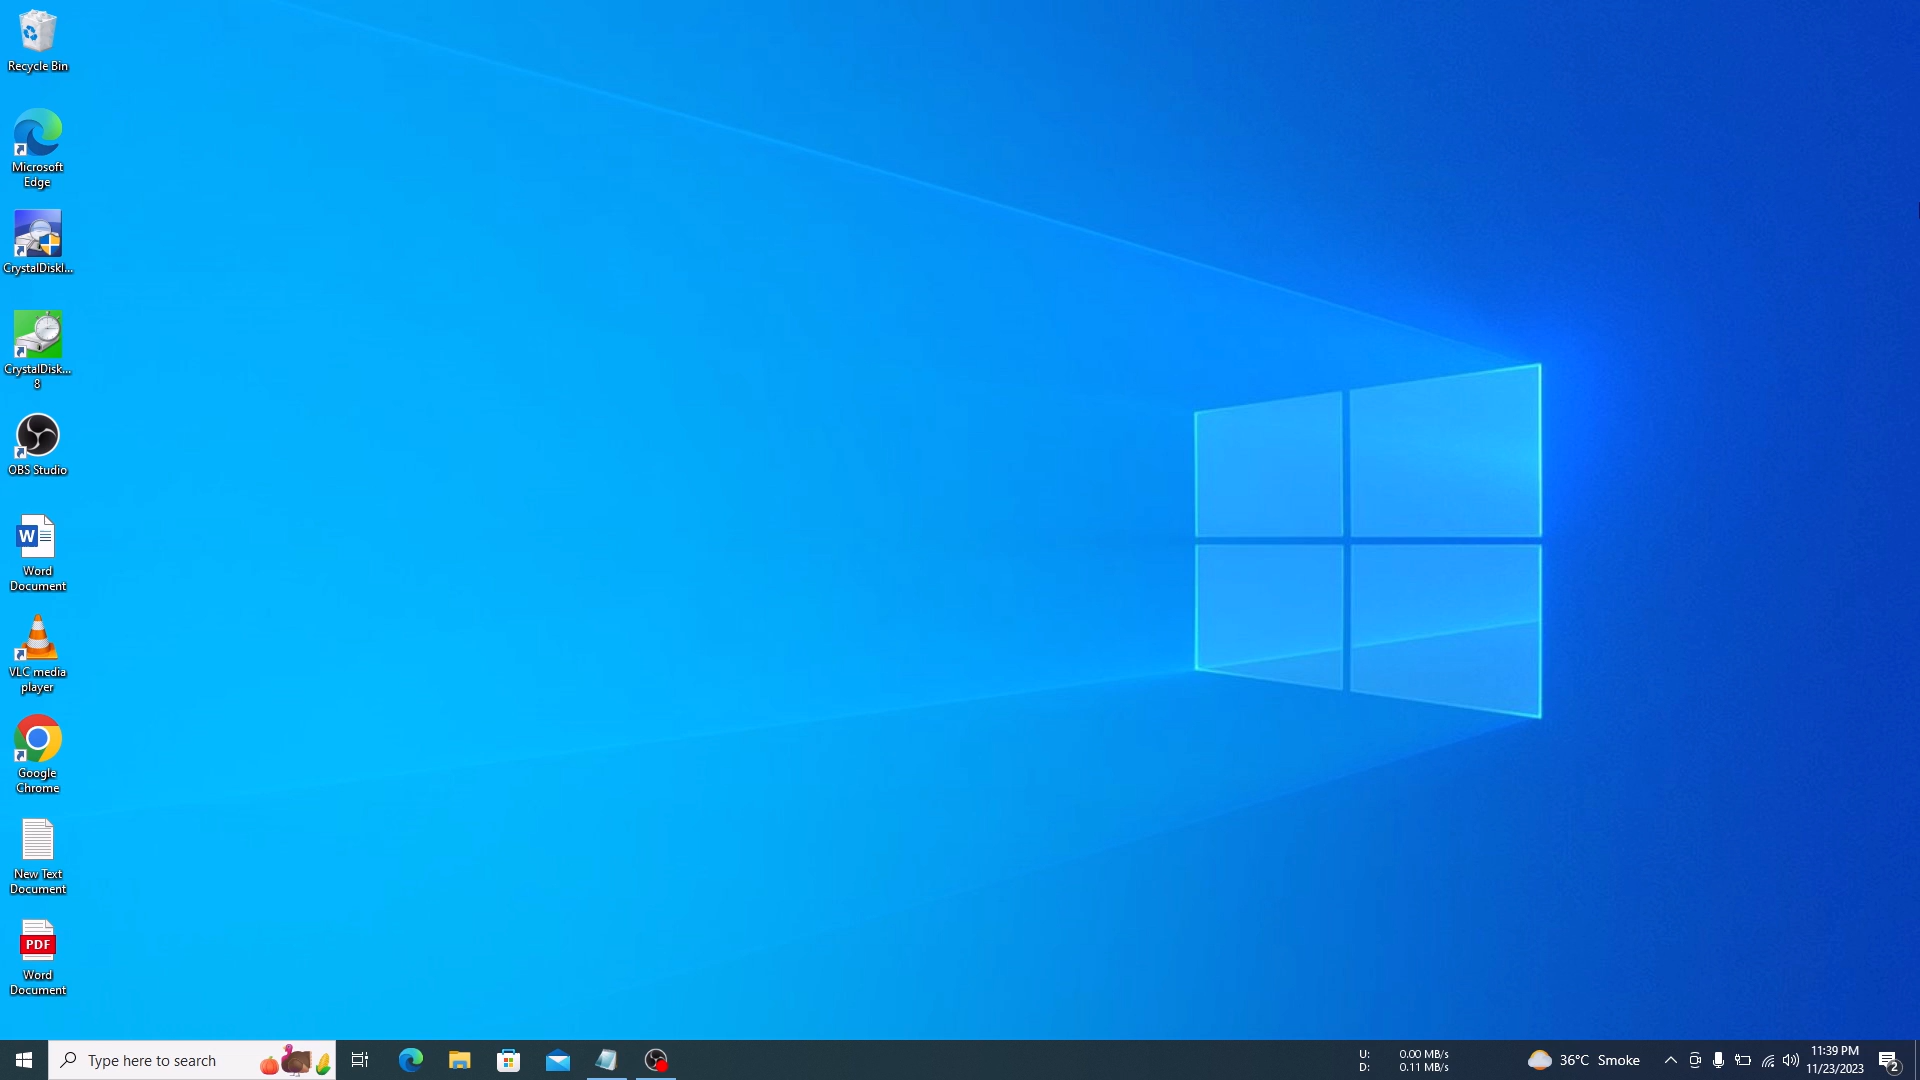 Recycle Bin
Microsoft
Edge
CrystalDiskI...
CrystalDisk...
8
OBS Studio
W
Word
Document
VLC media
player
Google
Chrome
New Text
Document
PDF
Word
Document
Type here to search
U: 0.00 MB/s
D: 0.11 MB/s
36°C Smoke
11:39 PM
11/23/2023
2